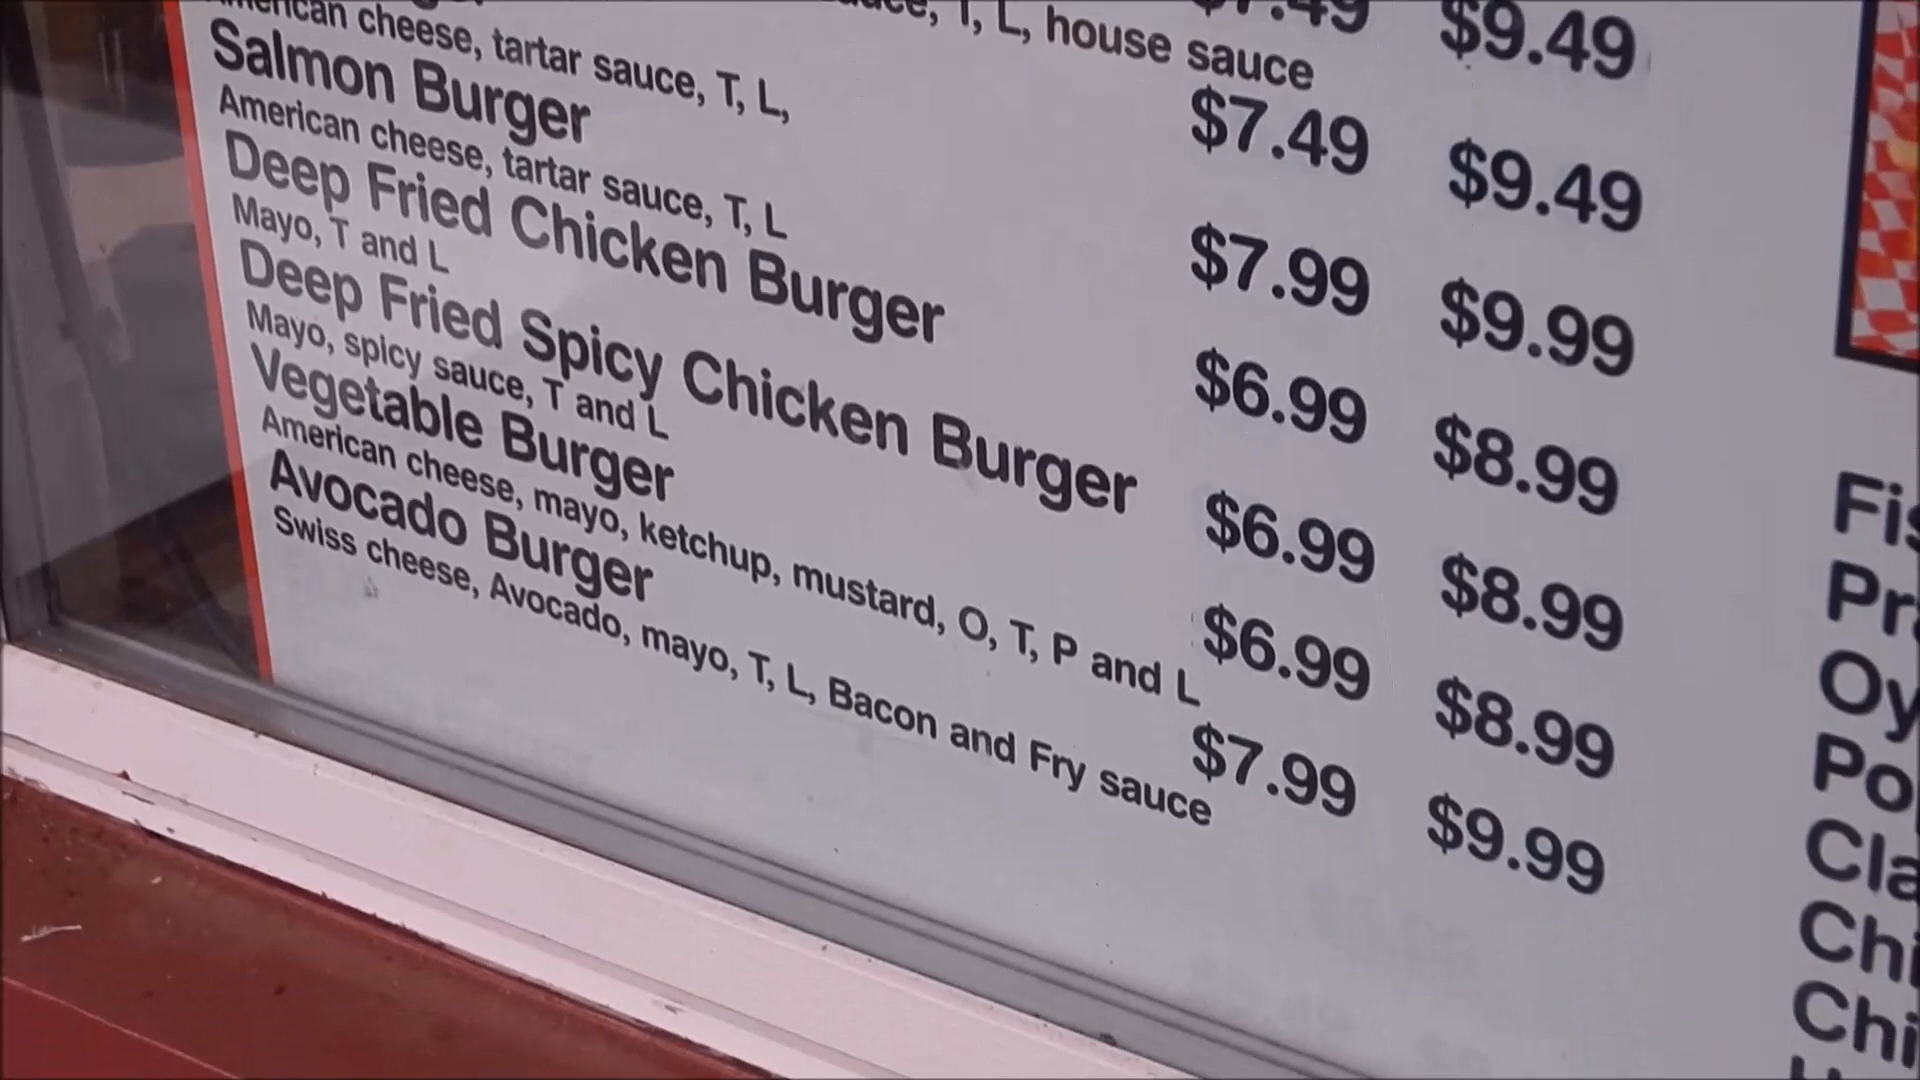 house sauce $7.49 $9.49
cheese, tartar sauce, T, L,
Salmon Burger $7.49 $9.49
American cheese, tartar sauce, T, L
Deep Fried Chicken Burger $7.99 $9.99
Mayo, T and L
Deep Fried Spicy Chicken Burger $6.99 $8.99
Mayo, spicy sauce, T and L
Vegetable Burger $6.99 $8.99
American cheese, mayo, ketchup, mustard, O, T, P and L
Avocado Burger $6.99 $8.99
Swiss cheese, Avocado, mayo, T, L, Bacon and Fry sauce
$7.99 $9.99